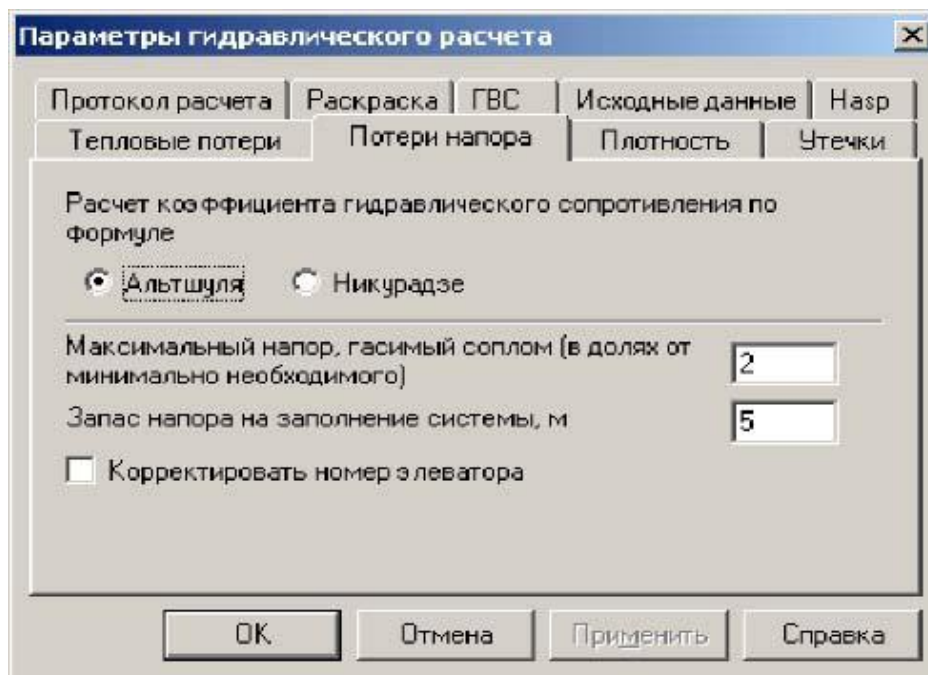 Параметры гидравлического расчета
Протокол расчета Раскраска ГВС Исходные данные Hasp
Тепловые потери Потери напора Плотность Утечки
Расчет коэффициента гидравлического сопротивления по
формуле
Альтшуля Никурадзе
Максимальный напор, гасимый соплом (в долях от
минимально необходимого)
2
Запас напора на заполнение системы, м 5
Корректировать номер элеватора
OK Отмена Применить Справка